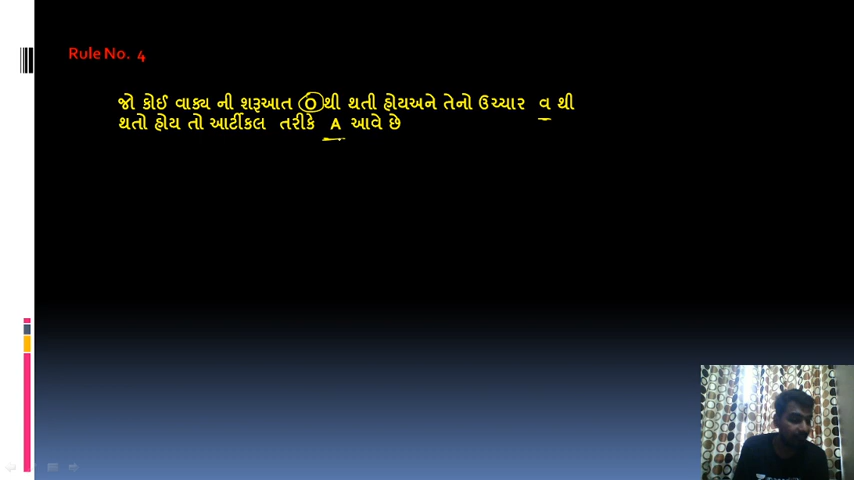 Rule No. 4
જો કોઈ વાક્ય ની શરૂઆત O થી થતી હોયઅને તેનો ઉચ્ચાર વ થી
થતો હોય તો આર્ટીકલ તરીકે A આવે છે